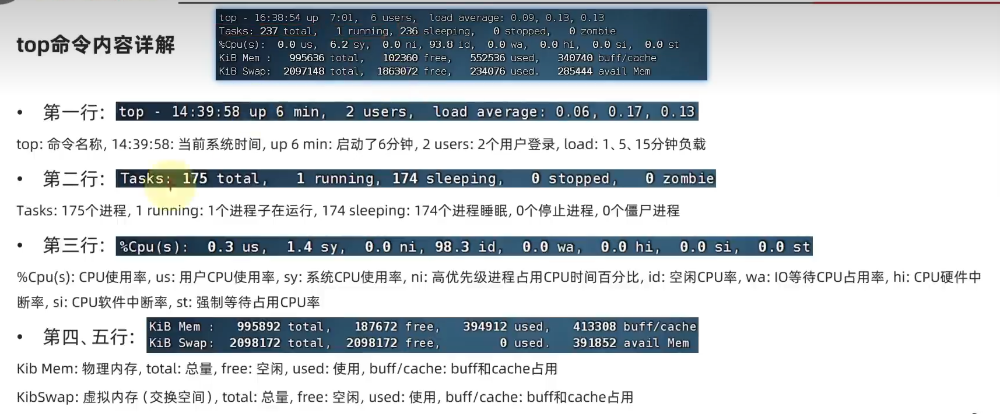 top - 16:38:54 up  7:01,  6 users,  load average: 0.09, 0.13, 0.13
Tasks: 237 total,   1 running, 236 sleeping,   0 stopped,   0 zombie
%Cpu(s):  0.0 us,  6.2 sy,  0.0 ni, 93.8 id,  0.0 wa,  0.0 hi,  0.0 si,  0.0 st
KiB Mem :   995636 total,   102360 free,   552536 used,   340740 buff/cache
KiB Swap:  2097148 total,  1863072 free,   234076 used.   285444 avail Mem
top命令内容详解
• 第一行: top - 14:39:58 up 6 min,  2 users,  load average: 0.06, 0.17, 0.13
top: 命令名称, 14:39:58: 当前系统时间, up 6 min: 启动了6分钟, 2 users: 2个用户登录, load: 1、5、15分钟负载
• 第二行: Tasks: 175 total,   1 running, 174 sleeping,   0 stopped,   0 zombie
Tasks: 175个进程, 1 running: 1个进程子在运行, 174 sleeping: 174个进程睡眠, 0个停止进程, 0个僵尸进程
• 第三行: %Cpu(s):  0.3 us,  1.4 sy,  0.0 ni, 98.3 id,  0.0 wa,  0.0 hi,  0.0 si,  0.0 st
%Cpu(s): CPU使用率, us: 用户CPU使用率, sy: 系统CPU使用率, ni: 高优先级进程占用CPU时间百分比, id: 空闲CPU率, wa: IO等待CPU占用率, hi: CPU硬件中
断率, si: CPU软件中断率, st: 强制等待占用CPU率
• 第四、五行: KiB Mem :   995892 total,   187672 free,   394912 used,   413308 buff/cache
KiB Swap:  2098172 total,  2098172 free,        0 used.   391852 avail Mem
Kib Mem: 物理内存, total: 总量, free: 空闲, used: 使用, buff/cache: buff和cache占用
KibSwap: 虚拟内存（交换空间）, total: 总量, free: 空闲, used: 使用, buff/cache: buff和cache占用